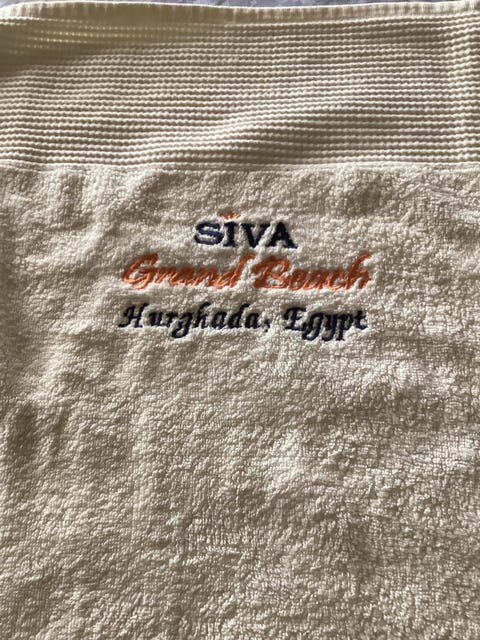 SIVA
Grand Beach
Hurghada, Egypt